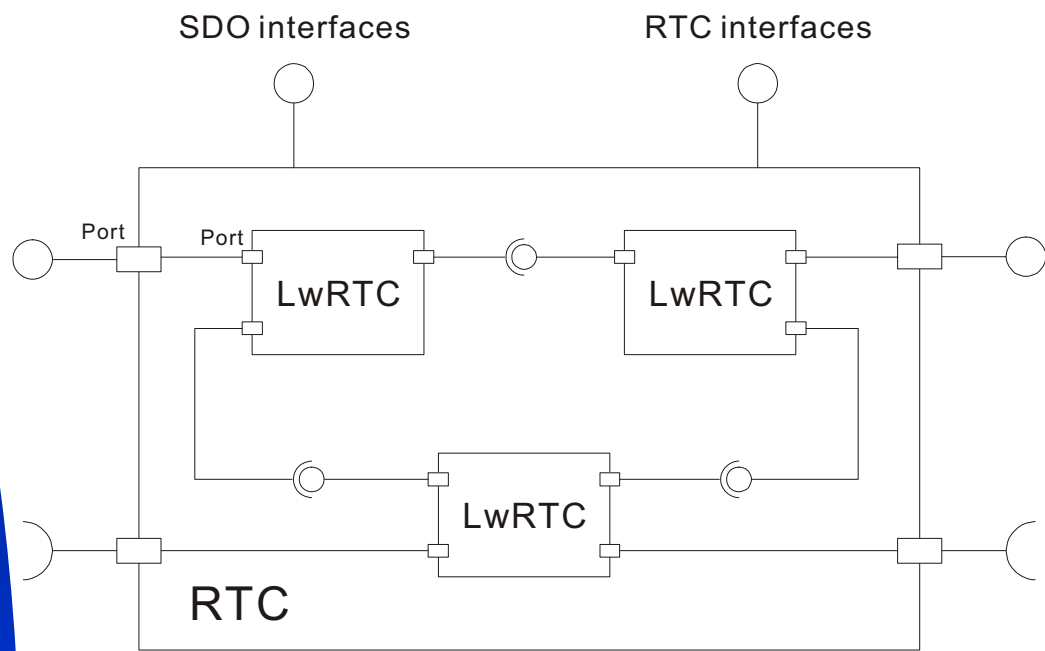 SDO interfaces
RTC interfaces
Port
Port
LwRTC
LwRTC
LwRTC
RTC